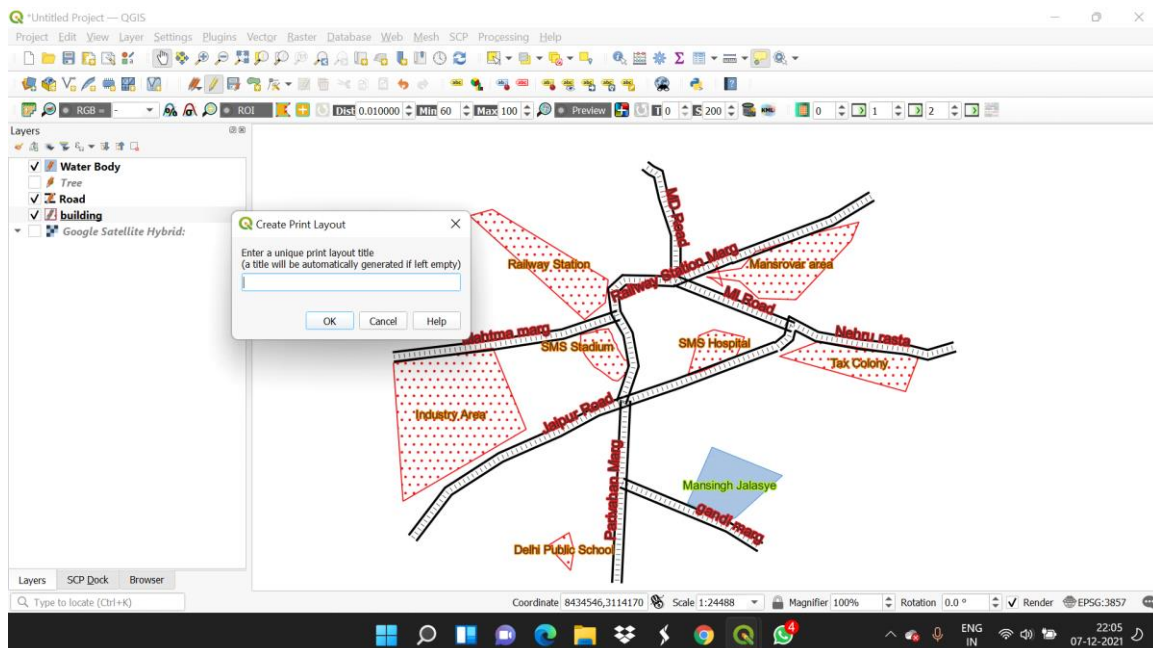 *Untitled Project — QGIS
Project Edit View Layer Settings Plugins Vector Raster Database Web Mesh SCP Processing Help
RGB = - ROI Dist 0.010000 Min 60 Max 100 Preview T 0 S 200 0 1 2
Layers
Water Body
Tree
Road
building
Google Satellite Hybrid:
Create Print Layout
Enter a unique print layout title
(a title will be automatically generated if left empty)
OK Cancel Help
MD Road
Railway Station
Railway Station Marg
Mansrovar area
MI Road
SMS Stadium
SMS Hospital
Nehru rasta
Tax Colony
Industry Area
Jaipur Road
Padvaban Marg
Mansingh Jalasye
gandi marg
Delhi Public School
Layers SCP Dock Browser
Type to locate (Ctrl+K) Coordinate 8434546,3114170 Scale 1:24488 Magnifier 100% Rotation 0.0 ° Render EPSG:3857
4
ENG
IN
22:05
07-12-2021